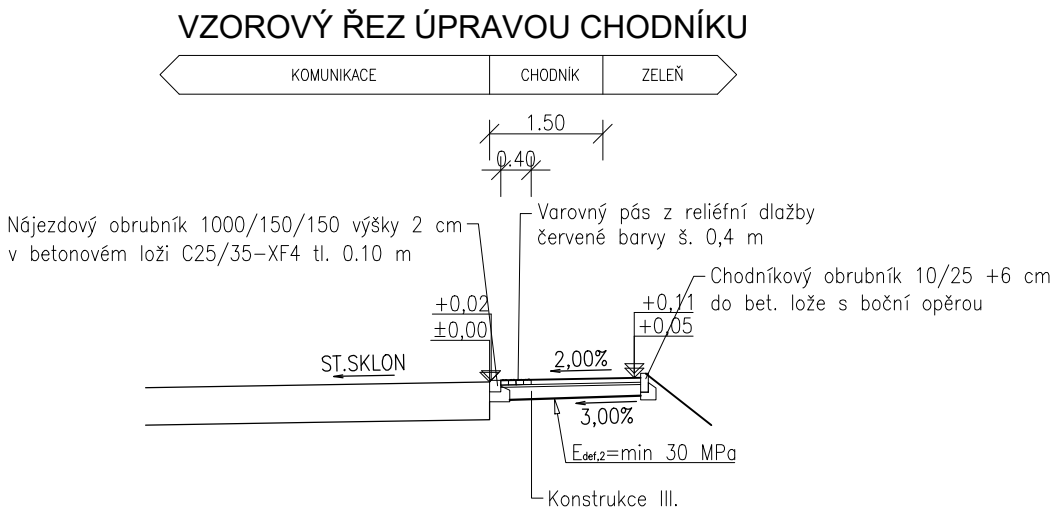 VZOROVÝ ŘEZ ÚPRAVOU CHODNÍKU
KOMUNIKACE
CHODNÍK
ZELEŇ
1.50
0.40
Nájezdový obrubník 1000/150/150 výšky 2 cm
v betonovém loži C25/35-XF4 tl. 0.10 m
Varovný pás z reliéfní dlažby
červené barvy š. 0,4 m
Chodníkový obrubník 10/25 +6 cm
do bet. lože s boční opěrou
+0,02
±0,00
+0,11
+0,05
ST.SKLON
2,00%
3,00%
Edef,2=min 30 MPa
Konstrukce III.